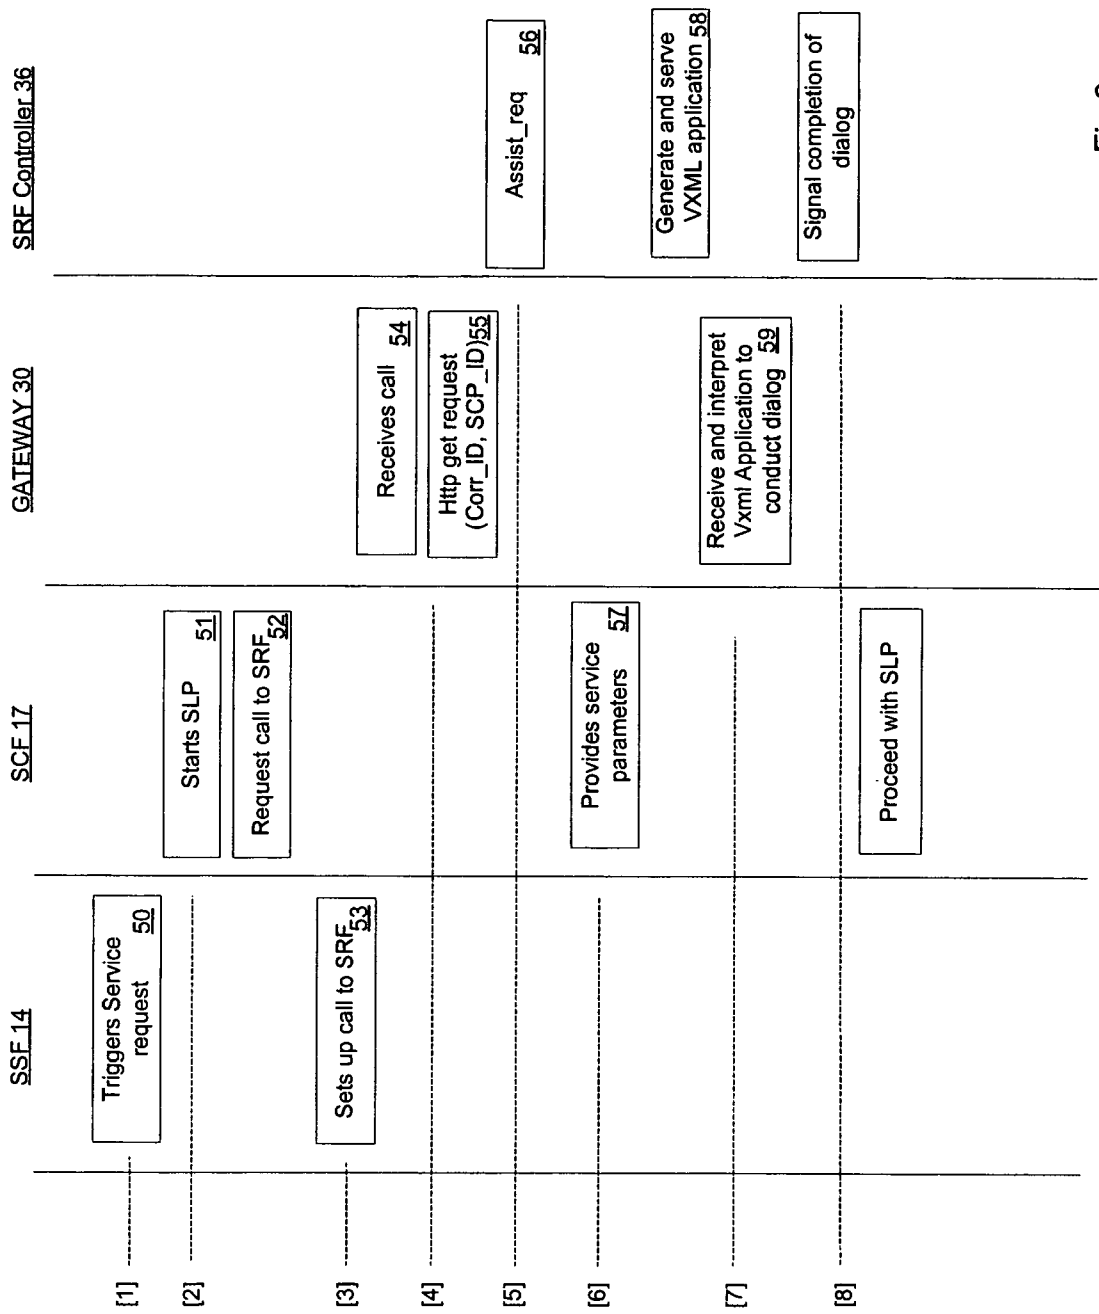 SSF 14
SCF 17
GATEWAY 30
SRF Controller 36
[1]
Triggers Service
request 50
[2]
Starts SLP 51
Request call to SRF 52
[3]
Sets up call to SRF 53
Receives call 54
[4]
Http get request
(Corr_ID, SCP_ID) 55
[5]
Assist_req 56
[6]
Provides service
parameters 57
Generate and serve
VXML application 58
[7]
Receive and interpret
Vxml Application to
conduct dialog 59
[8]
Signal completion of
dialog
Proceed with SLP